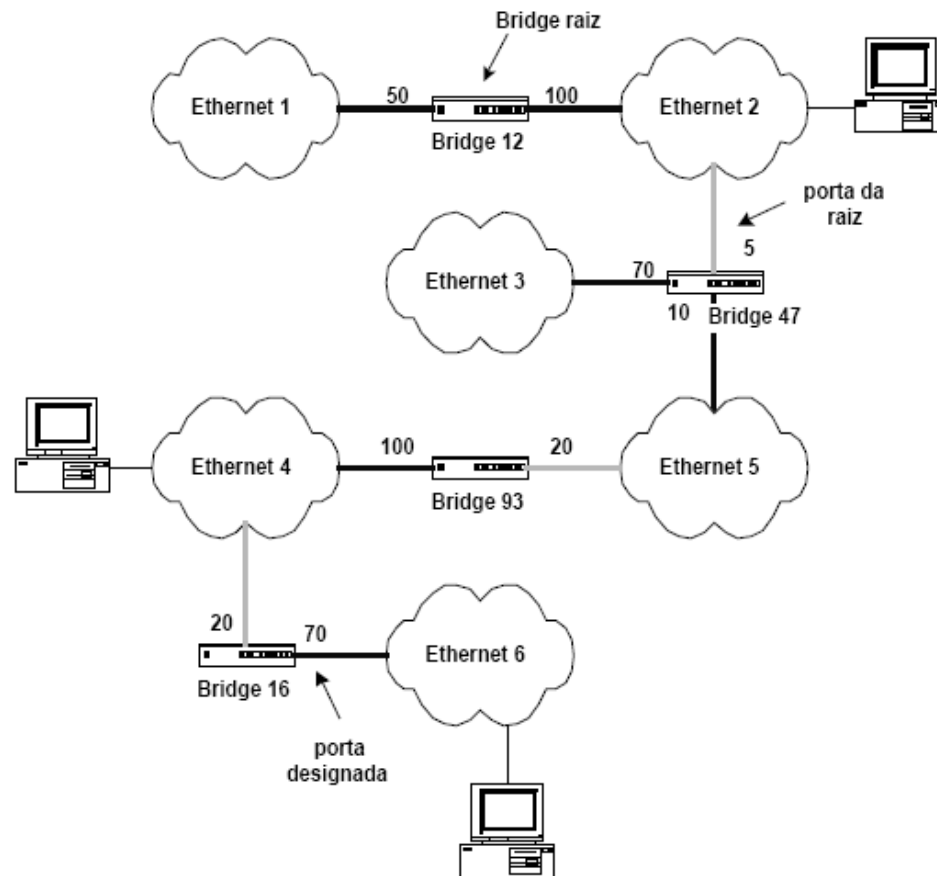 Bridge raiz
Ethernet 1
50
100
Ethernet 2
Bridge 12
porta da
raiz
5
Ethernet 3
70
10
Bridge 47
Ethernet 4
100
20
Ethernet 5
Bridge 93
20
70
Ethernet 6
Bridge 16
porta
designada